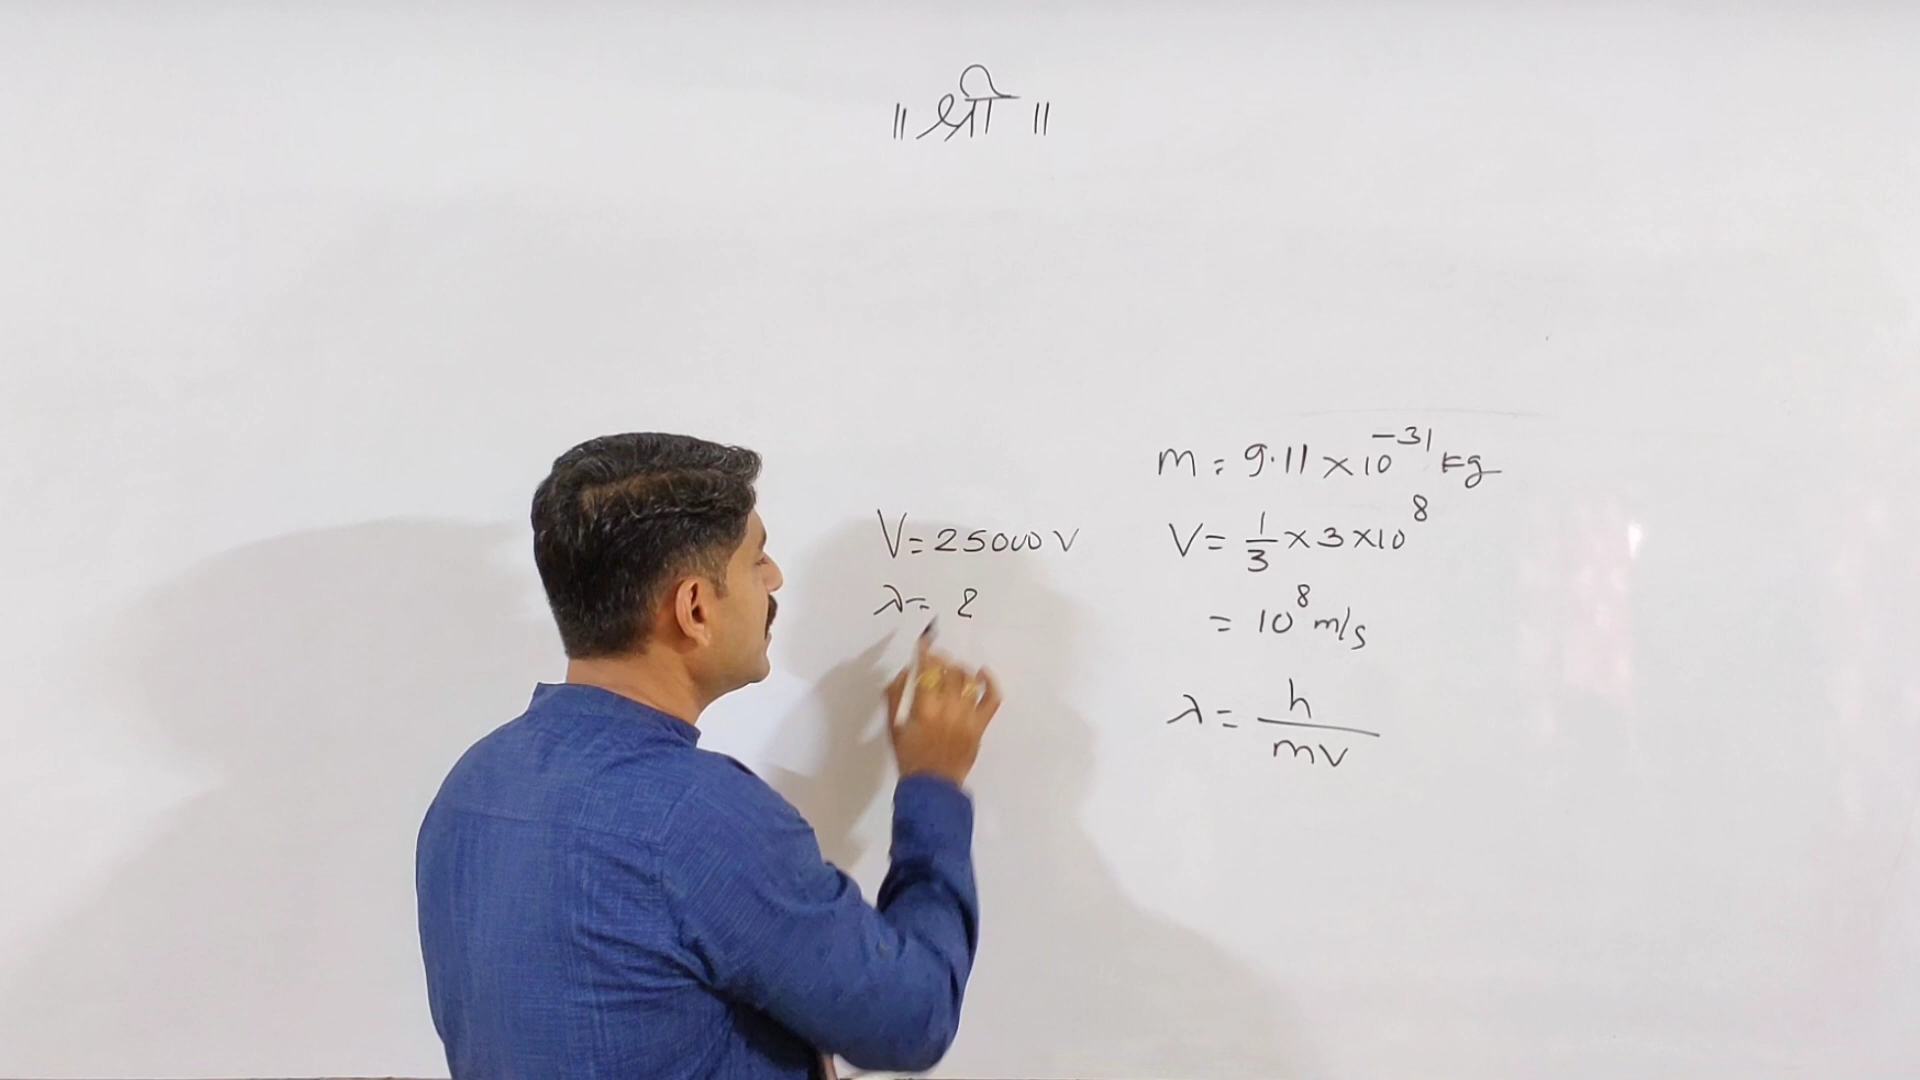 ॥ श्री ॥
V = 25000 V
λ = ?
m = 9.11 × 10⁻³¹ kg
V = 1/3 × 3 × 10⁸
= 10⁸ m/s
λ = h/mv